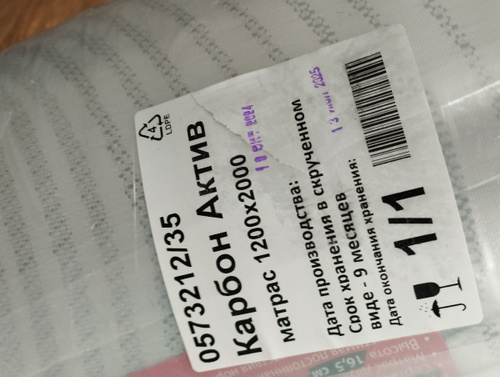 4
LDPE
0573212/35
Карбон Актив
матрас 1200х2000
Дата производства:
Срок хранения в скрученном
виде - 9 месяцев
Дата окончания хранения:
1/1
Высота
16.5 см